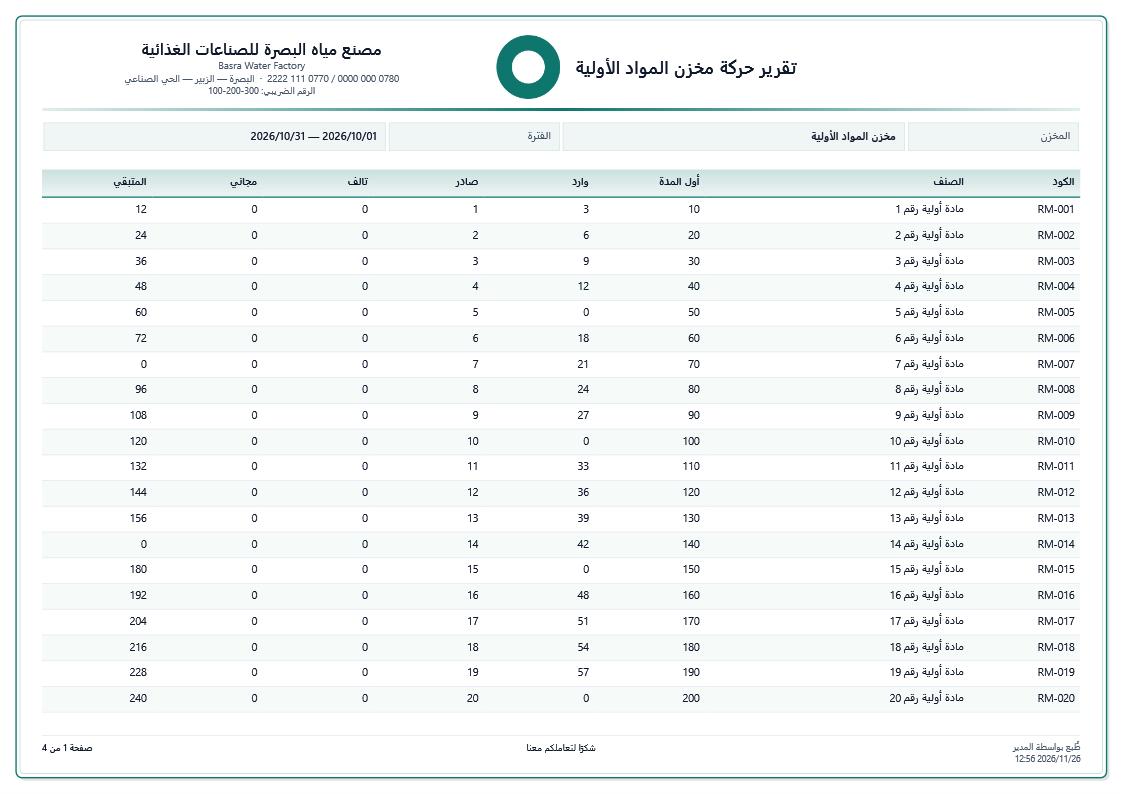 تقرير حركة مخزن المواد الأولية
مصنع مياه البصرة للصناعات الغذائية
Basra Water Factory
البصرة — الزبير — الحي الصناعي · 0770 111 2222 / 0780 000 0000
الرقم الضريبي: 300-200-100
المخزن مخزن المواد الأولية الفترة 2026/10/01 — 2026/10/31
الكود الصنف أول المدة وارد صادر تالف مجاني المتبقي
RM-001 مادة أولية رقم 1 10 3 1 0 0 12
RM-002 مادة أولية رقم 2 20 6 2 0 0 24
RM-003 مادة أولية رقم 3 30 9 3 0 0 36
RM-004 مادة أولية رقم 4 40 12 4 0 0 48
RM-005 مادة أولية رقم 5 50 0 5 0 0 60
RM-006 مادة أولية رقم 6 60 18 6 0 0 72
RM-007 مادة أولية رقم 7 70 21 7 0 0 0
RM-008 مادة أولية رقم 8 80 24 8 0 0 96
RM-009 مادة أولية رقم 9 90 27 9 0 0 108
RM-010 مادة أولية رقم 10 100 0 10 0 0 120
RM-011 مادة أولية رقم 11 110 33 11 0 0 132
RM-012 مادة أولية رقم 12 120 36 12 0 0 144
RM-013 مادة أولية رقم 13 130 39 13 0 0 156
RM-014 مادة أولية رقم 14 140 42 14 0 0 0
RM-015 مادة أولية رقم 15 150 0 15 0 0 180
RM-016 مادة أولية رقم 16 160 48 16 0 0 192
RM-017 مادة أولية رقم 17 170 51 17 0 0 204
RM-018 مادة أولية رقم 18 180 54 18 0 0 216
RM-019 مادة أولية رقم 19 190 57 19 0 0 228
RM-020 مادة أولية رقم 20 200 0 20 0 0 240
طُبع بواسطة المدير
2026/11/26 12:56
شكرًا لتعاملكم معنا
صفحة 1 من 4